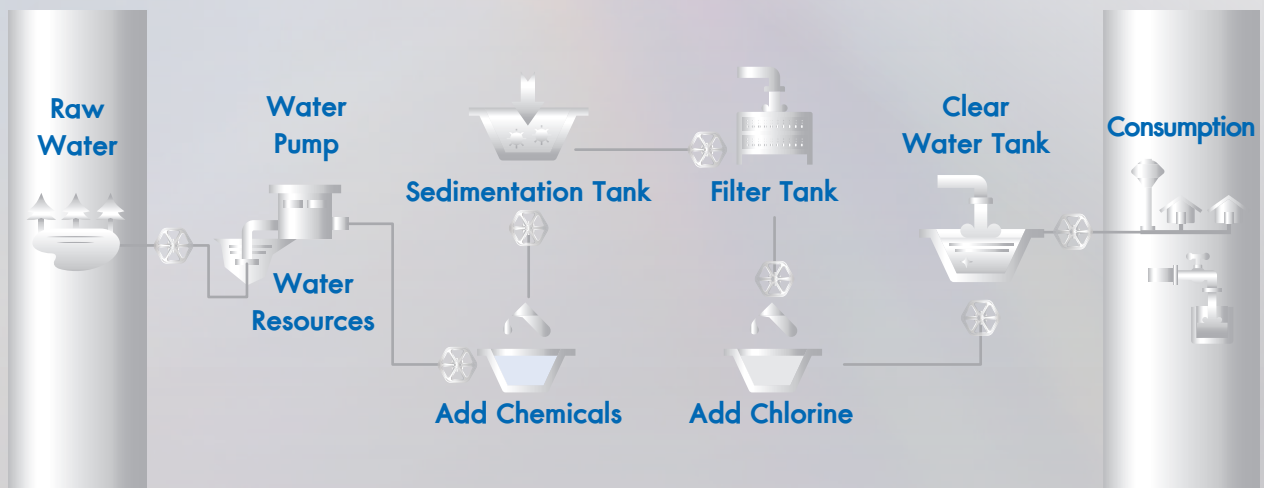 Raw
Water
Water
Pump
Water
Resources
Sedimentation Tank
Add Chemicals
Filter Tank
Add Chlorine
Clear
Water Tank
Consumption